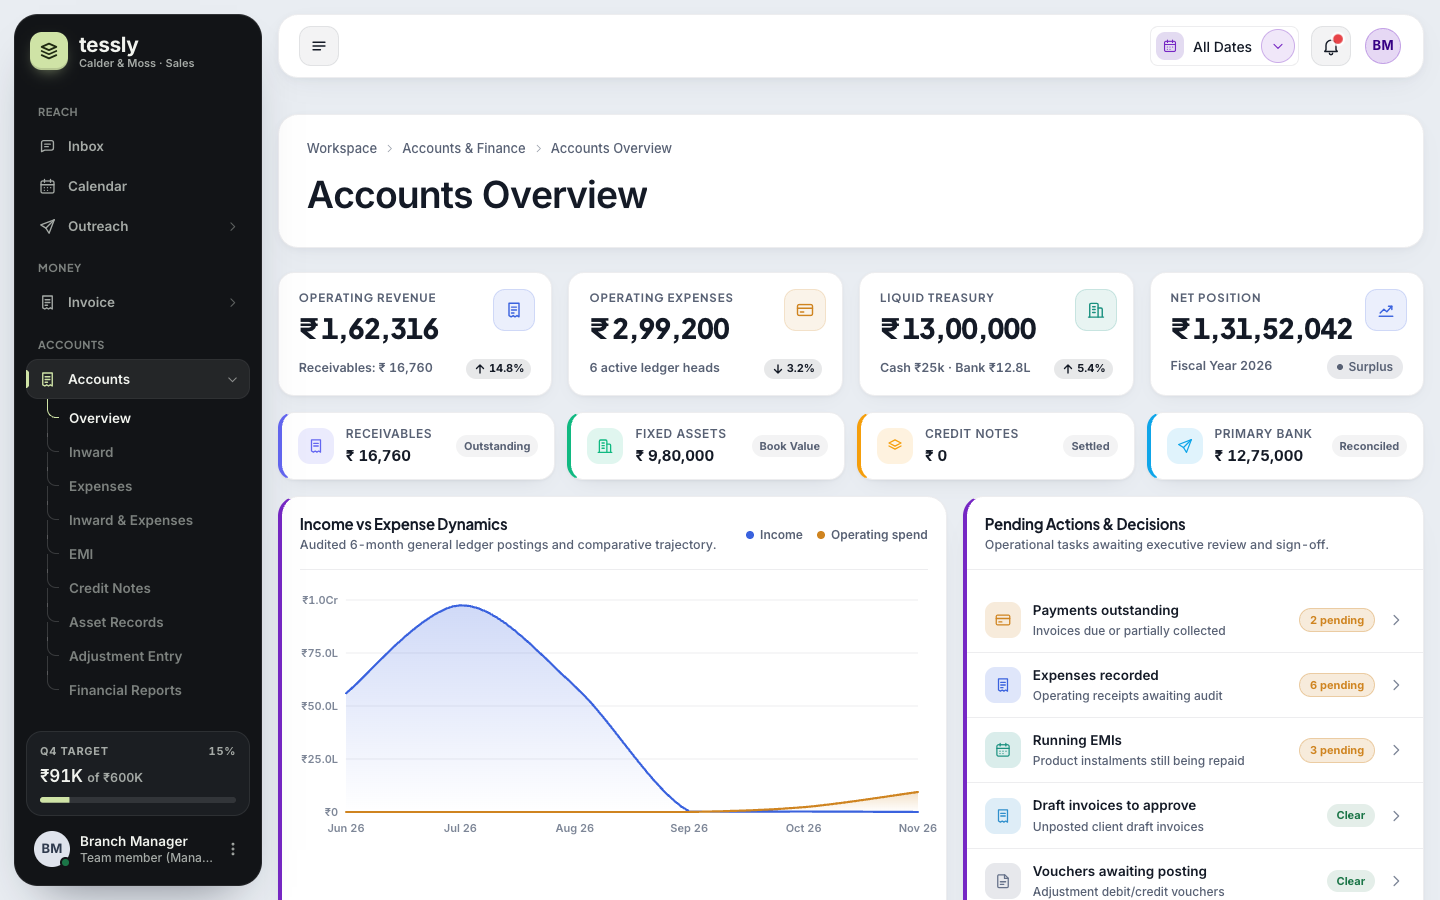 tessly
Calder & Moss · Sales
REACH
Inbox
Calendar
Outreach
MONEY
Invoice
ACCOUNTS
Accounts
Overview
Inward
Expenses
Inward & Expenses
EMI
Credit Notes
Asset Records
Adjustment Entry
Financial Reports
Q4 TARGET 15%
₹91K of ₹600K
BM
Branch Manager
Team member (Mana...
All Dates
BM
Workspace > Accounts & Finance > Accounts Overview
Accounts Overview
OPERATING REVENUE
₹1,62,316
Receivables: ₹ 16,760
↑ 14.8%
OPERATING EXPENSES
₹2,99,200
6 active ledger heads
↓ 3.2%
LIQUID TREASURY
₹13,00,000
Cash ₹25k · Bank ₹12.8L
↑ 5.4%
NET POSITION
₹1,31,52,042
Fiscal Year 2026
Surplus
RECEIVABLES
₹ 16,760
Outstanding
FIXED ASSETS
₹ 9,80,000
Book Value
CREDIT NOTES
₹ 0
Settled
PRIMARY BANK
₹ 12,75,000
Reconciled
Income vs Expense Dynamics
Audited 6-month general ledger postings and comparative trajectory.
Income
Operating spend
₹1.0Cr
₹75.0L
₹50.0L
₹25.0L
₹0
Jun 26
Jul 26
Aug 26
Sep 26
Oct 26
Nov 26
Pending Actions & Decisions
Operational tasks awaiting executive review and sign-off.
Payments outstanding
Invoices due or partially collected
2 pending
Expenses recorded
Operating receipts awaiting audit
6 pending
Running EMIs
Product instalments still being repaid
3 pending
Draft invoices to approve
Unposted client draft invoices
Clear
Vouchers awaiting posting
Adjustment debit/credit vouchers
Clear